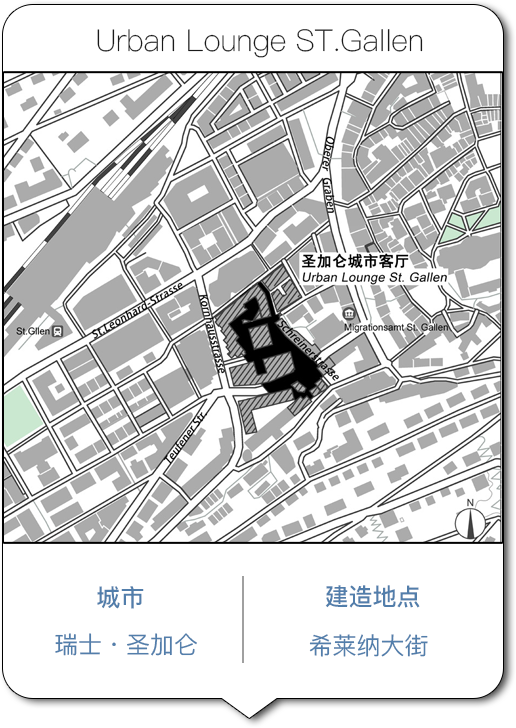 Urban Lounge ST.Gallen
Oberer Graben
圣加仑城市客厅
Urban Lounge St. Gallen
St.Gllen
St.Leonhard-Strasse
Kornhausstrasse
Schreinerstrasse
Migrationsamt St. Gallen
Teufener Str
N
城市
建造地点
瑞士·圣加仑
希莱纳大街